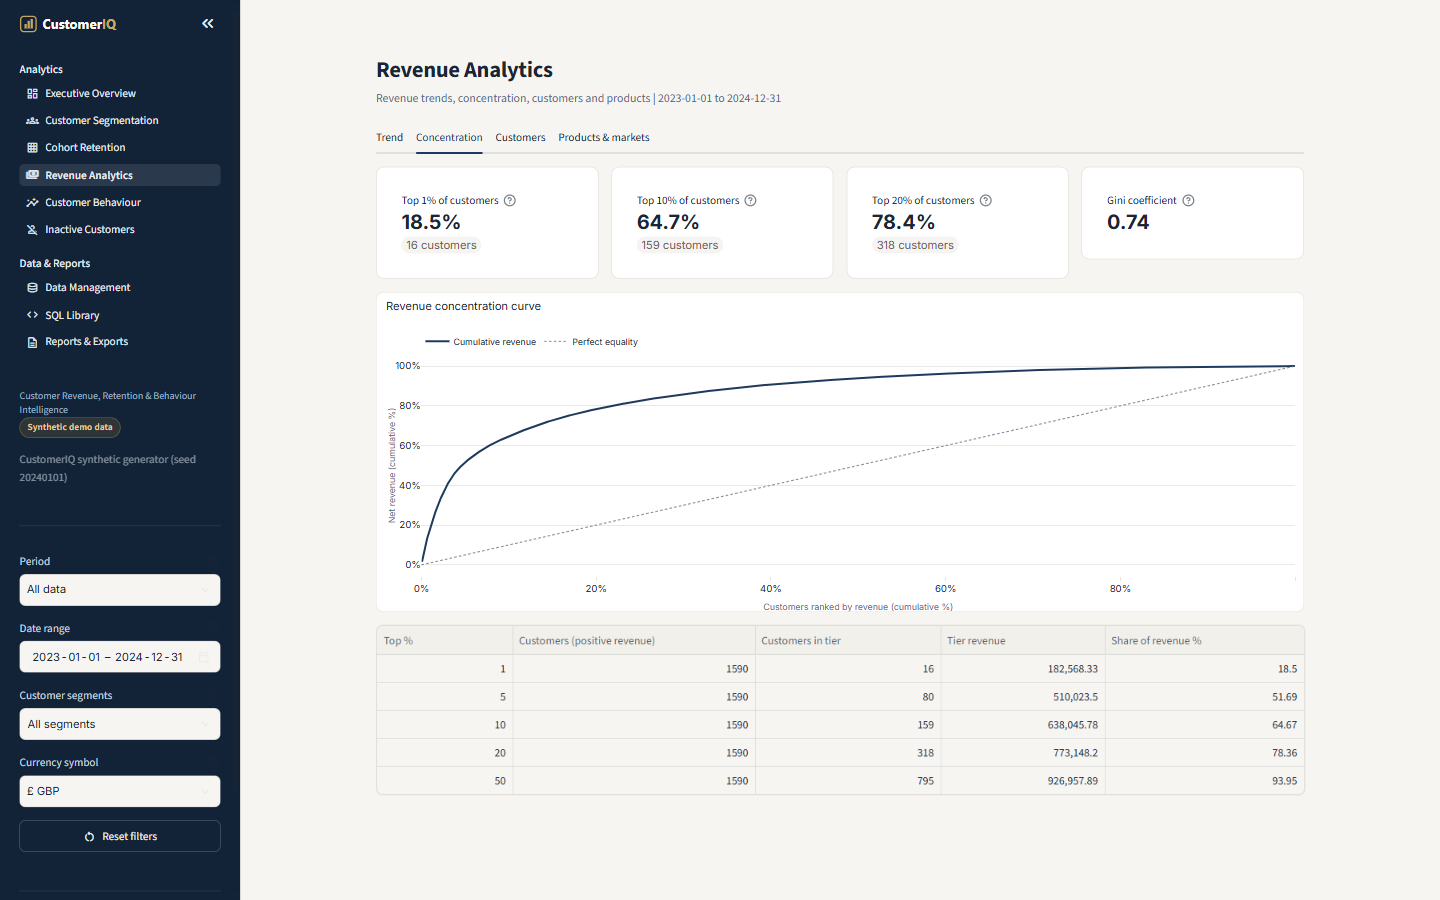 CustomerIQ
Analytics
Executive Overview
Customer Segmentation
Cohort Retention
Revenue Analytics
Customer Behaviour
Inactive Customers
Data & Reports
Data Management
SQL Library
Reports & Exports
Customer Revenue, Retention & Behaviour
Intelligence
Synthetic demo data
CustomerIQ synthetic generator (seed
20240101)
Period
All data
Date range
2023-01-01 – 2024-12-31
Customer segments
All segments
Currency symbol
£ GBP
Reset filters
Revenue Analytics
Revenue trends, concentration, customers and products | 2023-01-01 to 2024-12-31
Trend Concentration Customers Products & markets
Top 1% of customers
18.5%
16 customers
Top 10% of customers
64.7%
159 customers
Top 20% of customers
78.4%
318 customers
Gini coefficient
0.74
Revenue concentration curve
Cumulative revenue Perfect equality
100%
80%
60%
40%
20%
0%
Net revenue (cumulative %)
0% 20% 40% 60% 80%
Customers ranked by revenue (cumulative %)
Top % Customers (positive revenue) Customers in tier Tier revenue Share of revenue %
1 1590 16 182,568.33 18.5
5 1590 80 510,023.5 51.69
10 1590 159 638,045.78 64.67
20 1590 318 773,148.2 78.36
50 1590 795 926,957.89 93.95